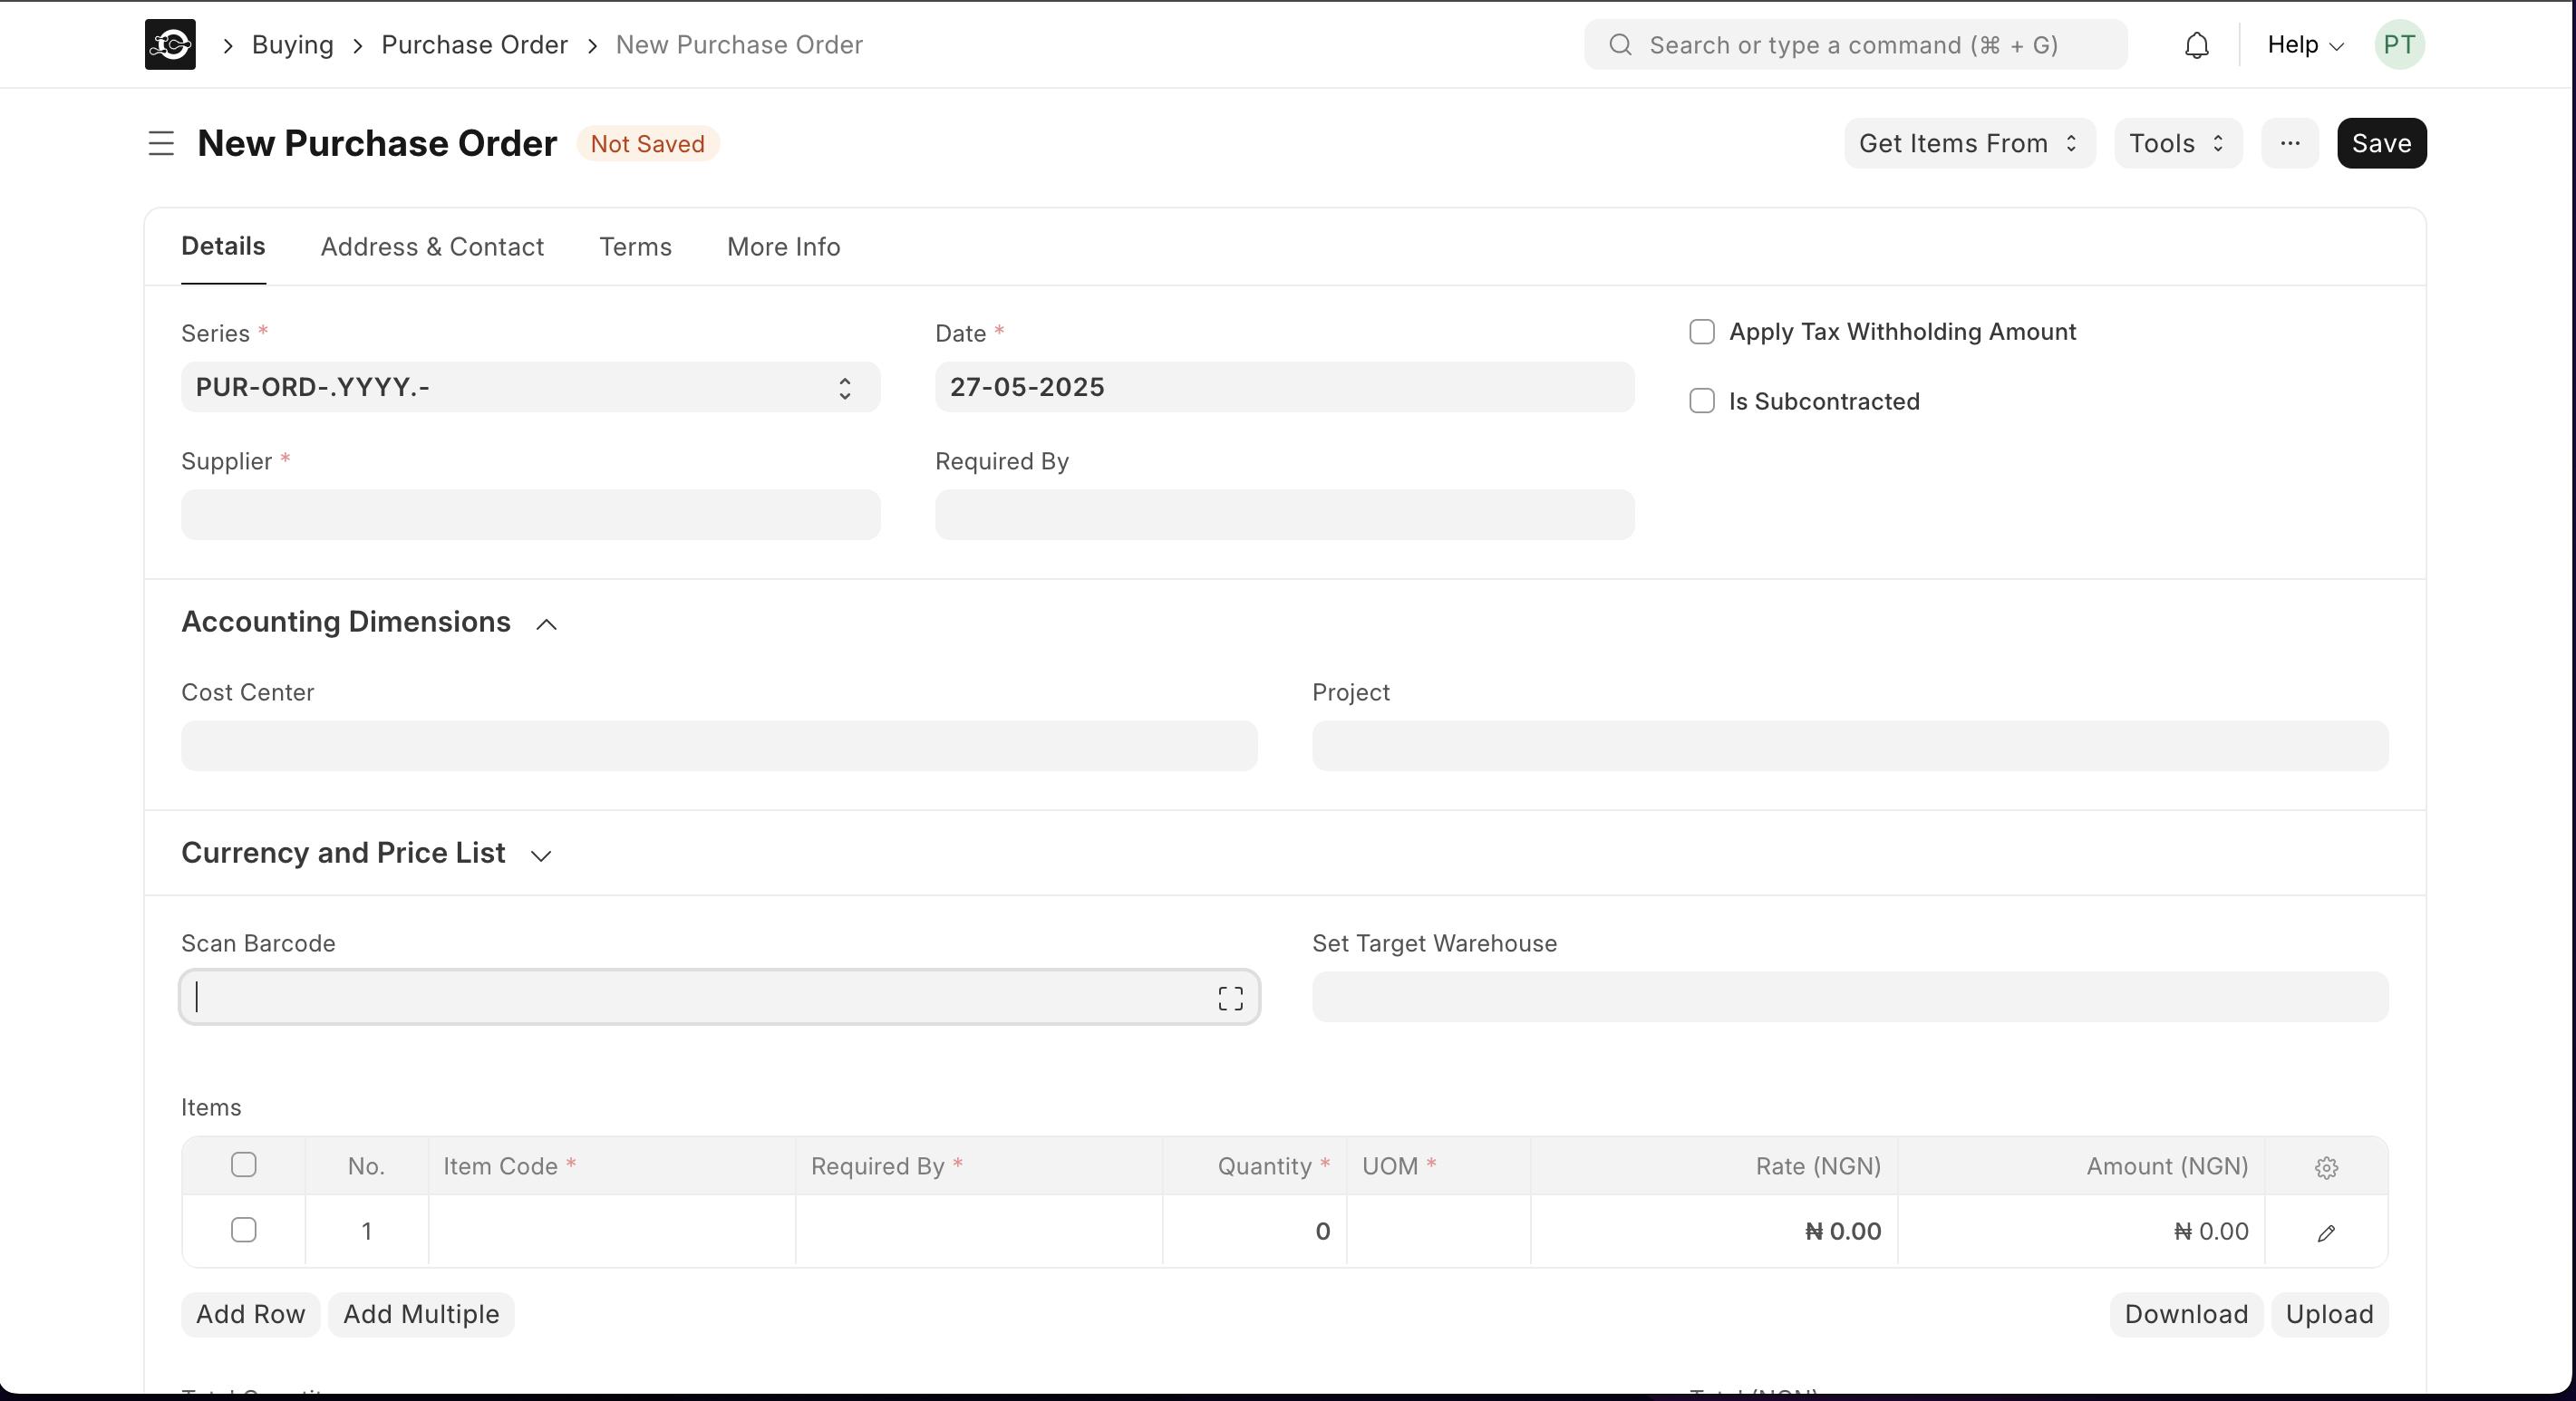 Buying
Purchase Order
New Purchase Order
Search or type a command (⌘ + G)
Help
PT
New Purchase Order
Not Saved
Get Items From
Tools
Save
Details
Address & Contact
Terms
More Info
Series *
PUR-ORD-.YYYY.-
Date *
27-05-2025
Apply Tax Withholding Amount
Is Subcontracted
Supplier *
Required By
Accounting Dimensions
Cost Center
Project
Currency and Price List
Scan Barcode
Set Target Warehouse
Items
No.
Item Code *
Required By *
Quantity *
UOM *
Rate (NGN)
Amount (NGN)
1
0
₦ 0.00
₦ 0.00
Add Row
Add Multiple
Download
Upload